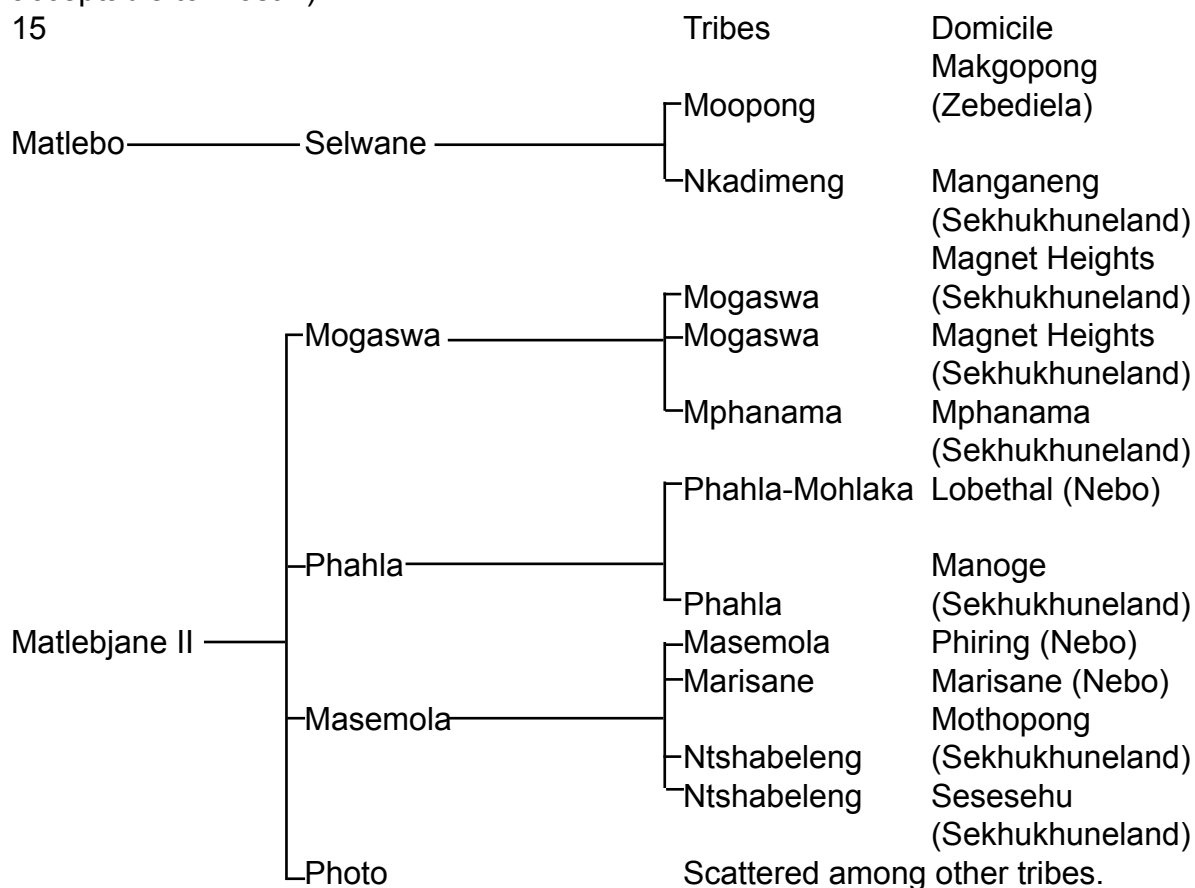 15 Tribes Domicile
Makgopong
Moopong (Zebediela)
Matlebo Selwane
Nkadimeng Manganeng
(Sekhukhuneland)
Magnet Heights
Mogaswa (Sekhukhuneland)
Mogaswa Mogaswa Magnet Heights
(Sekhukhuneland)
Mphanama Mphanama
(Sekhukhuneland)
Phahla-Mohlaka Lobethal (Nebo)
Phahla Manoge
Phahla (Sekhukhuneland)
Matlebjane II Masemola Phiring (Nebo)
Marisane Marisane (Nebo)
Masemola Mothopong
Ntshabeleng (Sekhukhuneland)
Ntshabeleng Sesesehu
(Sekhukhuneland)
Photo Scattered among other tribes.